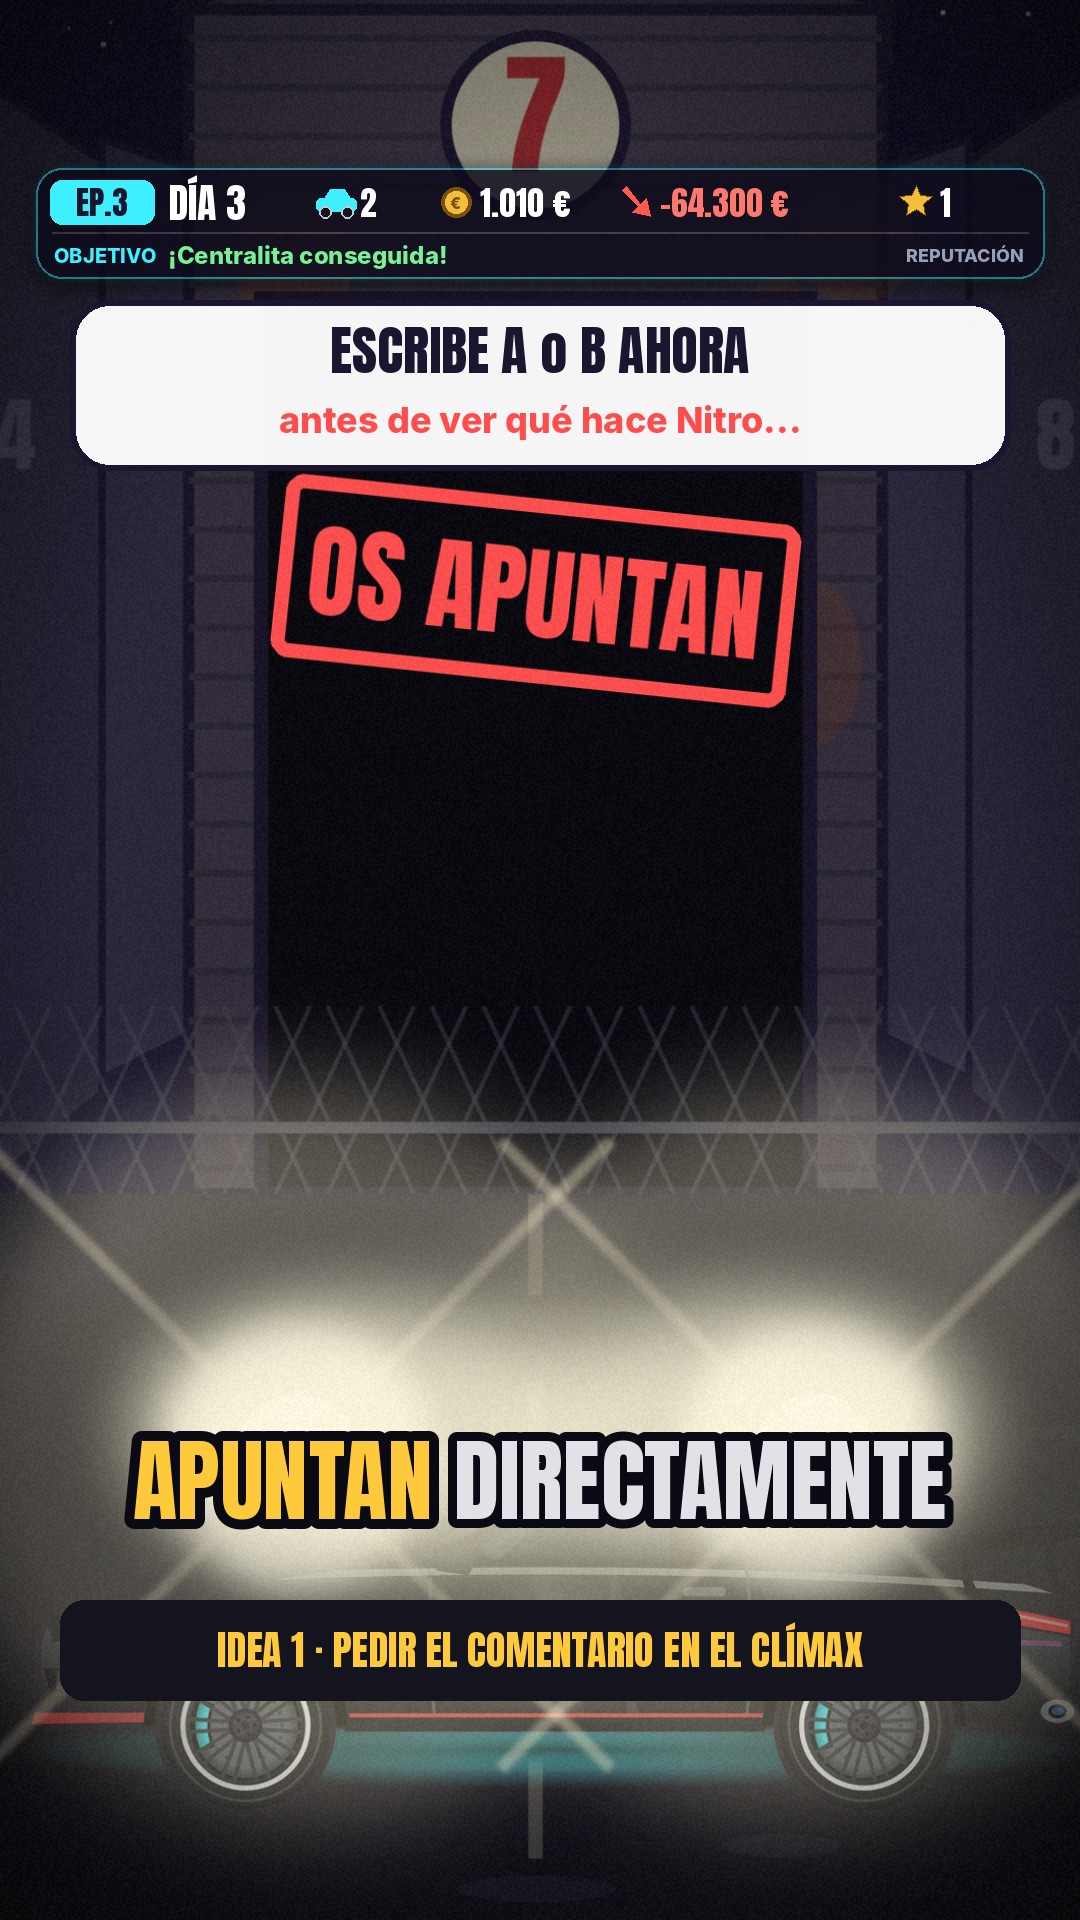 7
EP.3 DÍA 3 2 € 1.010 € -64.300 € 1
OBJETIVO ¡Centralita conseguida! REPUTACIÓN
ESCRIBE A o B AHORA
antes de ver qué hace Nitro...
4
8
OS APUNTAN
APUNTAN DIRECTAMENTE
IDEA 1 · PEDIR EL COMENTARIO EN EL CLÍMAX